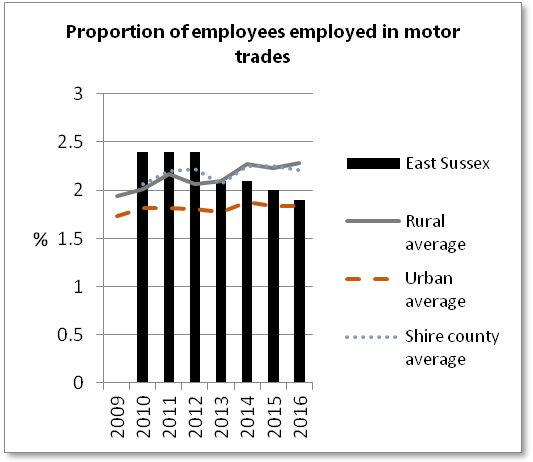 Proportion of employees employed in motor
trades
3
2.5
2
1.5
1
0.5
0
%
2009
2010
2011
2012
2013
2014
2015
2016
East Sussex
Rural
average
Urban
average
Shire county
average